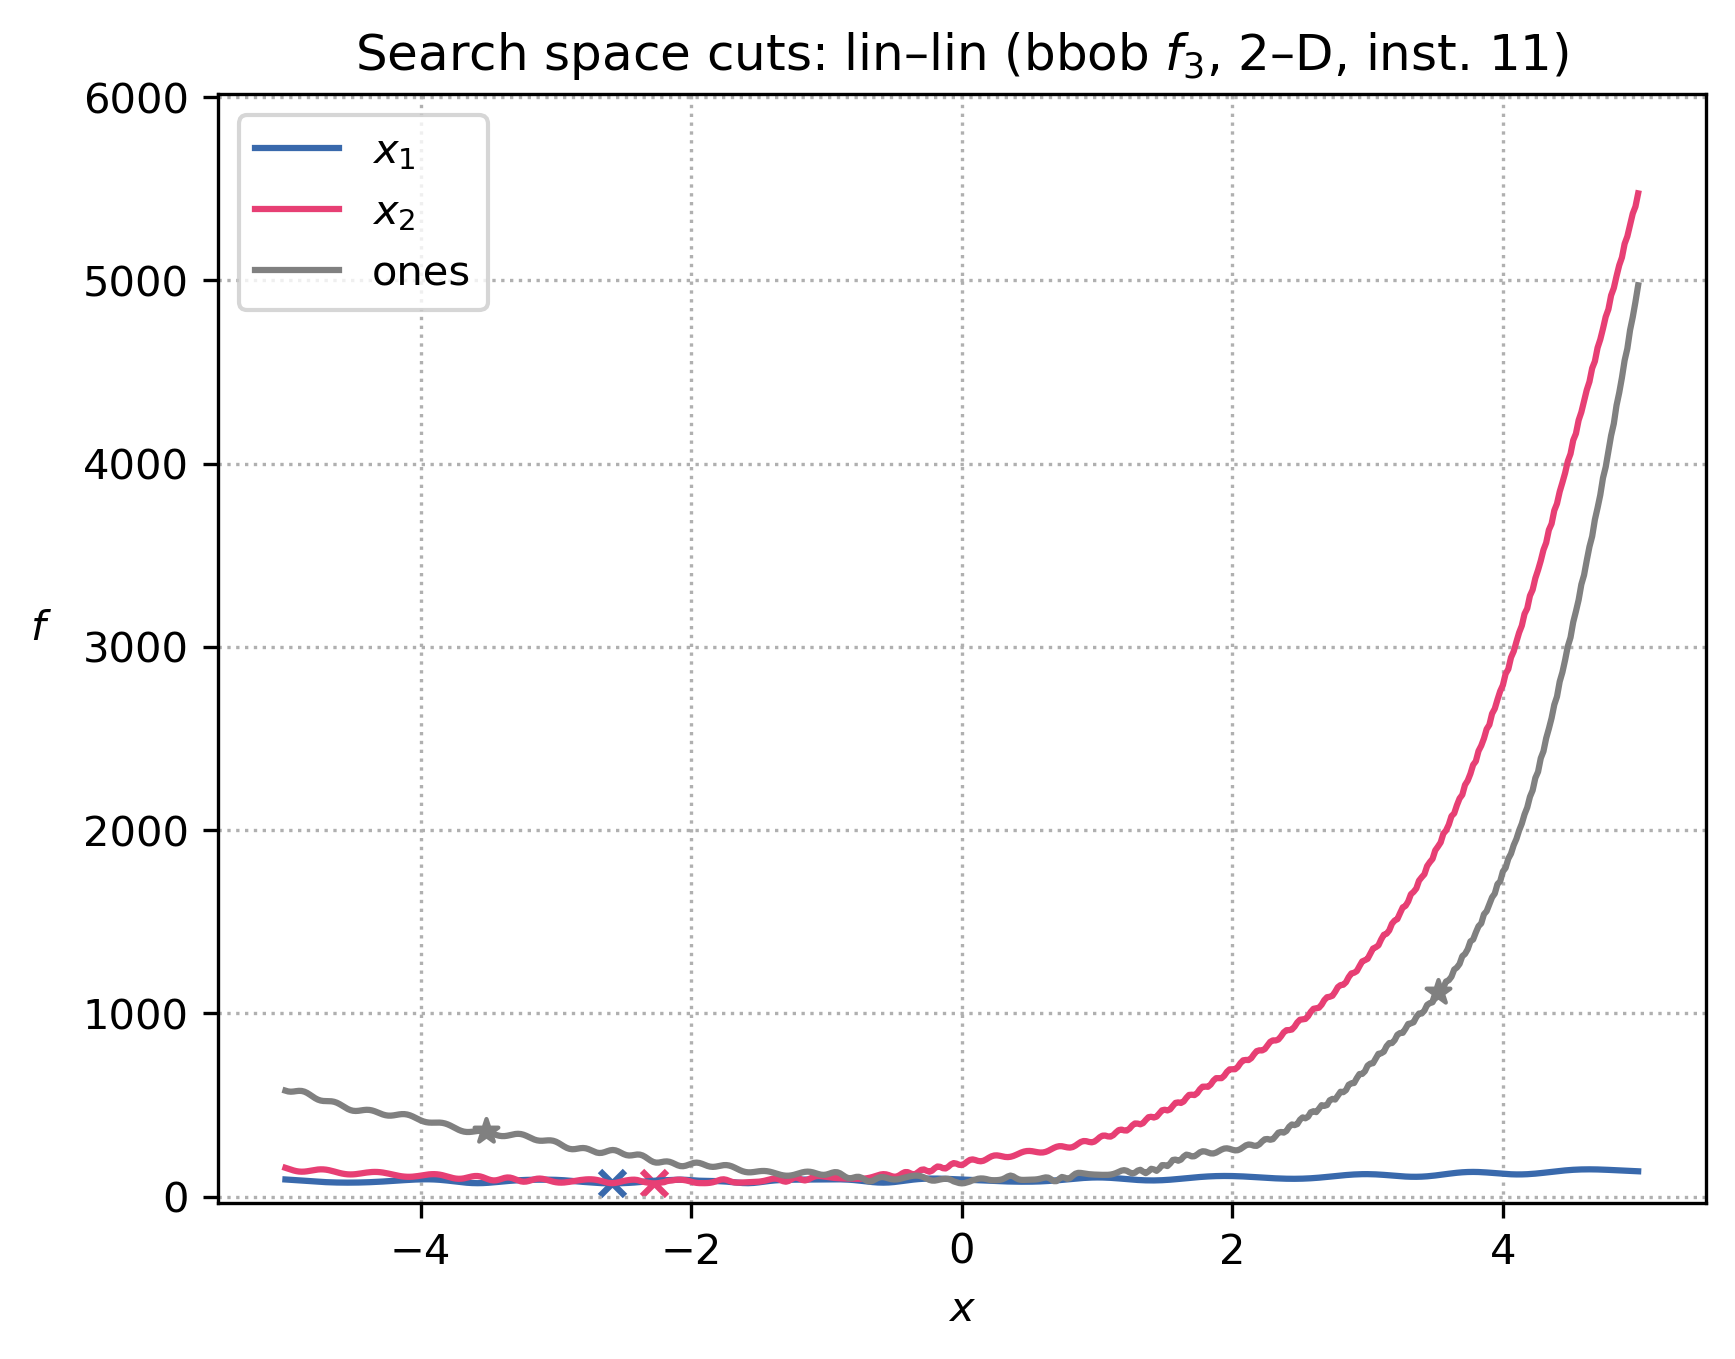 Search space cuts: lin–lin (bbob f₃, 2–D, inst. 11)
6000
5000
4000
3000
2000
1000
0
f
x₁
x₂
ones
−4 −2 0 2 4
x